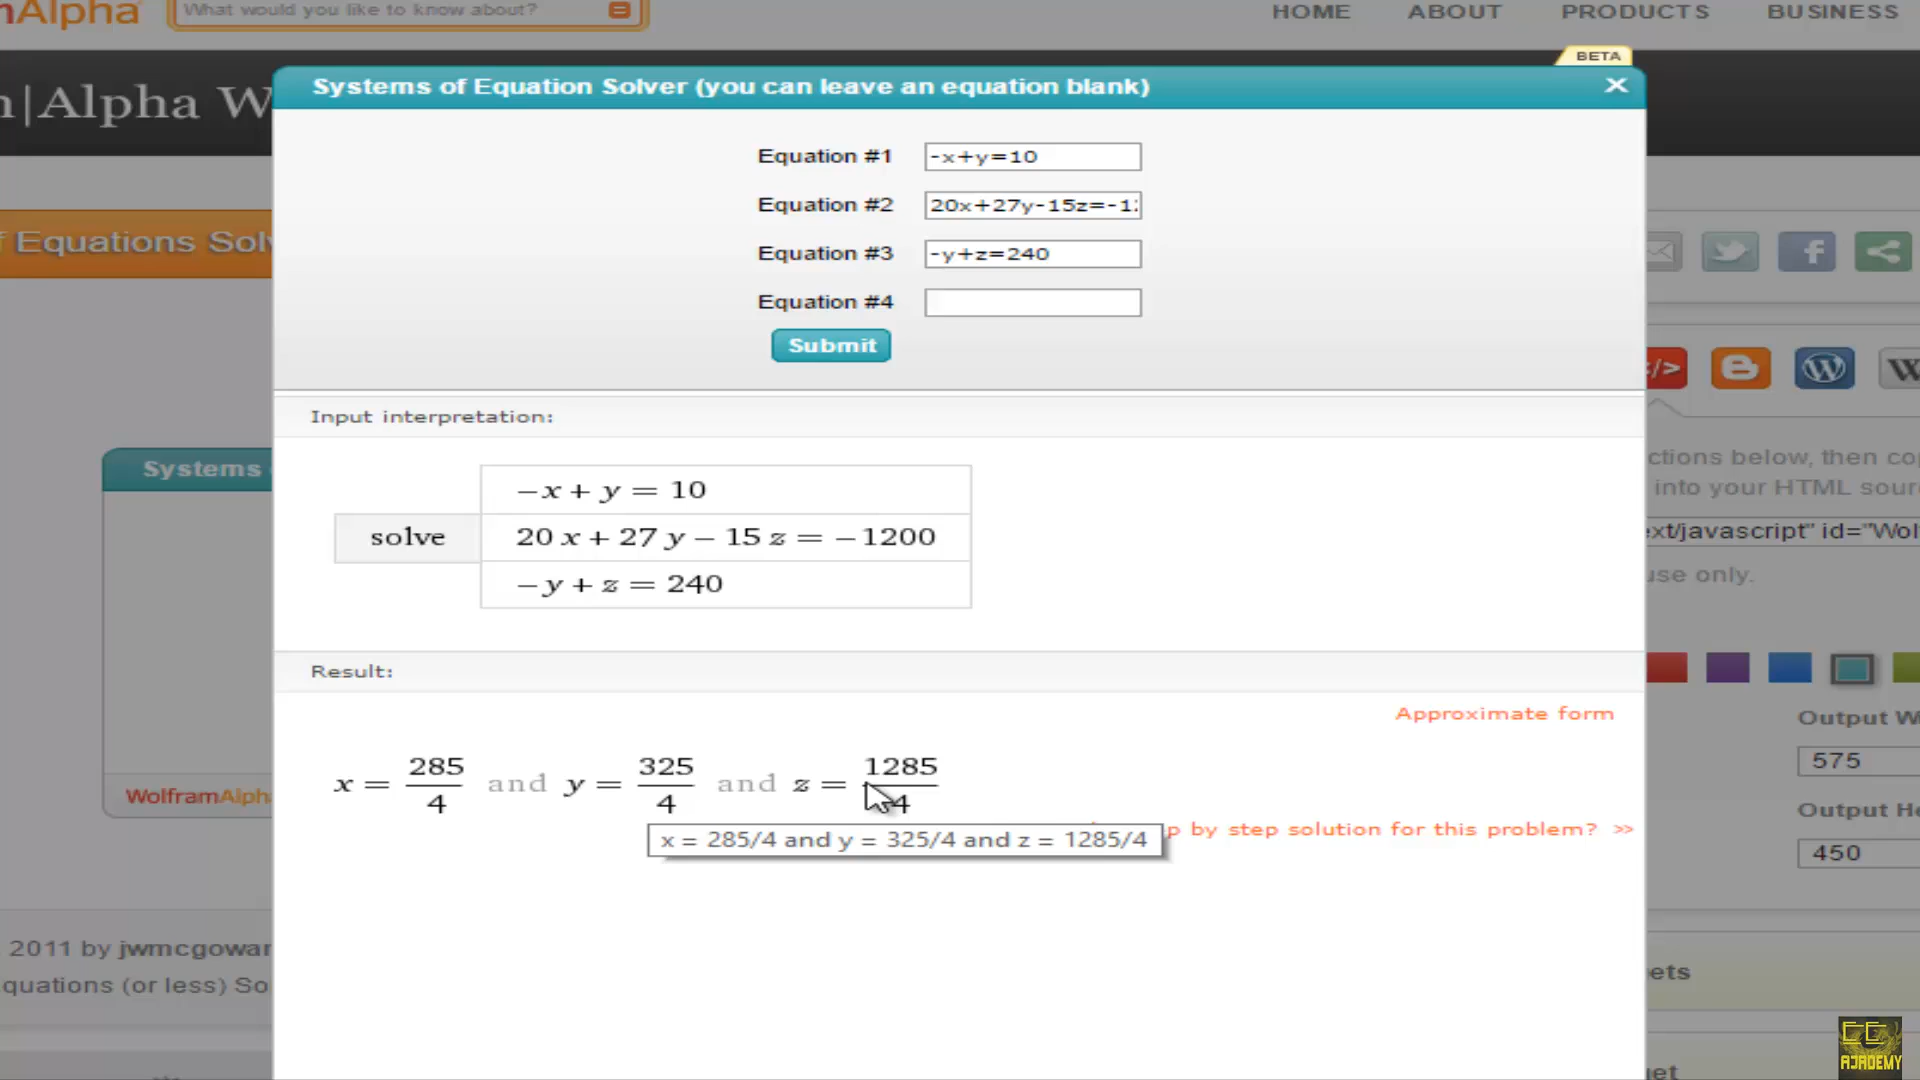 Alpha
What would you like to know about?
HOME ABOUT PRODUCTS BUSINESS
BETA
Systems of Equation Solver (you can leave an equation blank)
|Alpha W
Equation #1 -x+y=10
Equation #2 20x+27y-15z=-1
Equation #3 -y+z=240
Equation #4
Submit
Equations Sol
Input interpretation:
Systems
−x + y = 10
solve
20 x + 27 y − 15 z = −1200
−y + z = 240
ctions below, then co
into your HTML sour
xt/javascript" id="Wol
use only.
Result:
Approximate form
Output W
575
x = 285/4 and y = 325/4 and z = 1285/4
WolframAlph
x = 285/4 and y = 325/4 and z = 1285/4
p by step solution for this problem? >>
Output He
450
2011 by jwmcgowar
quations (or less) So
ets
et
EE
AJADEMY